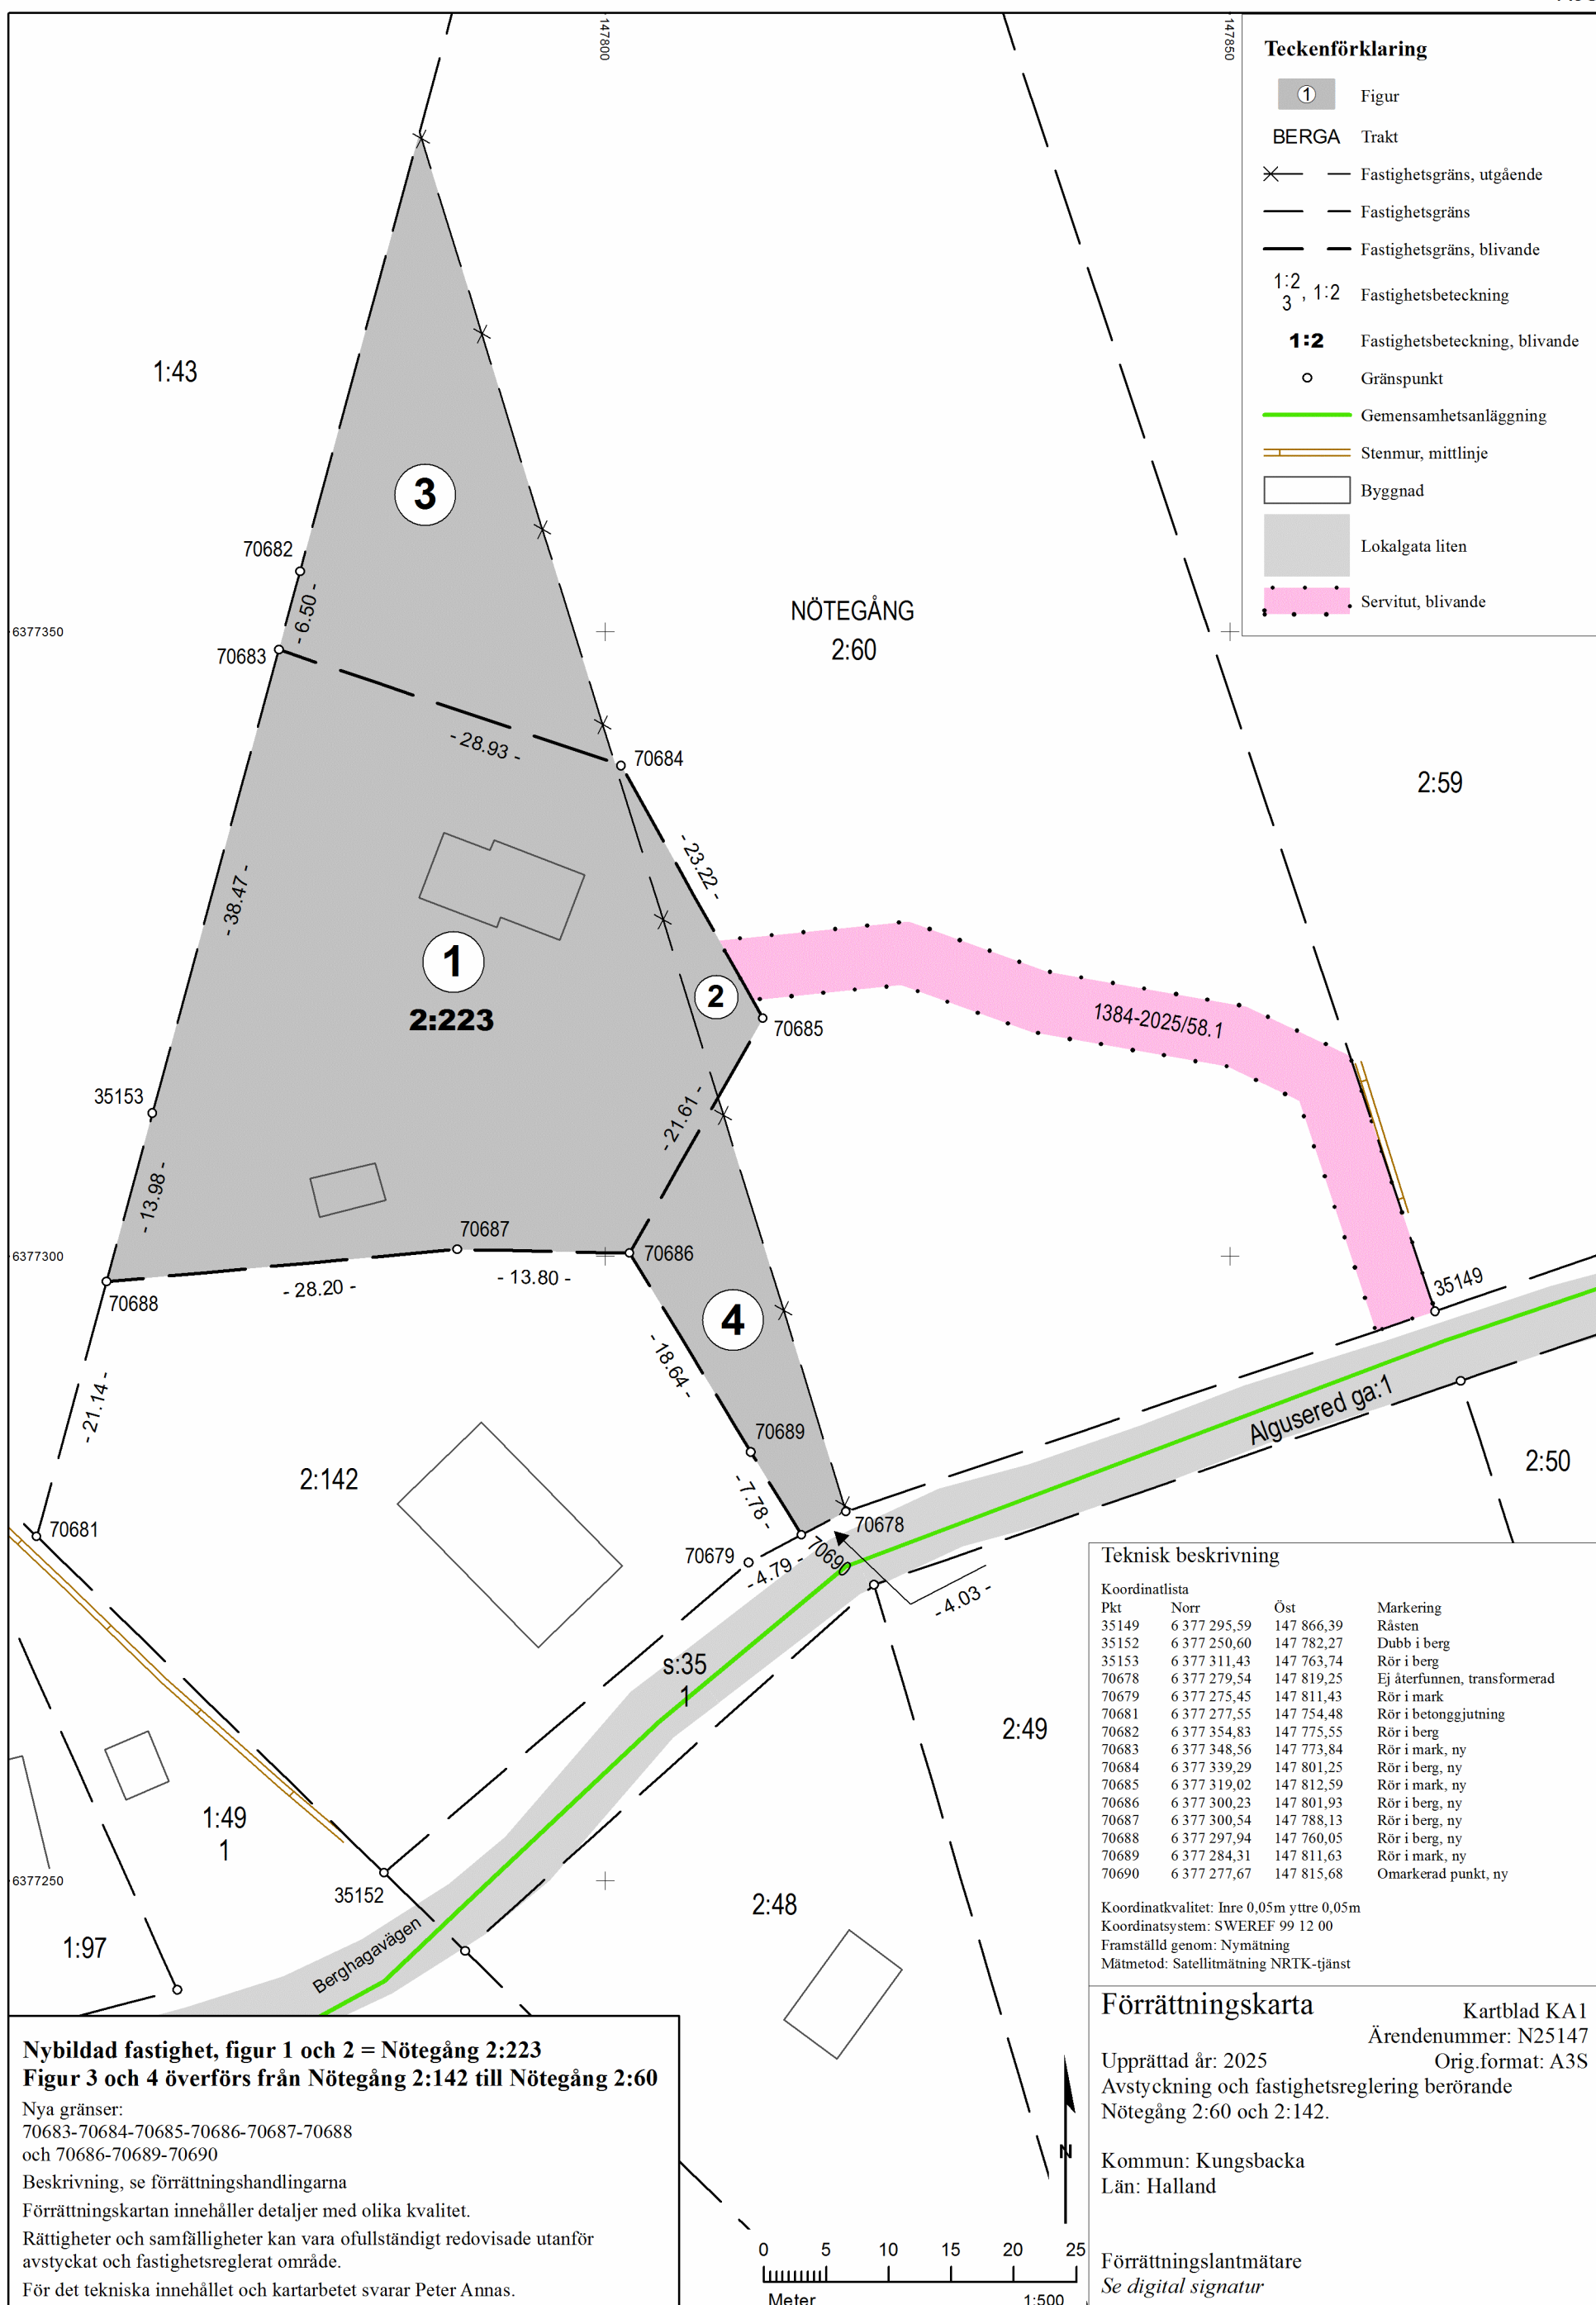 147800
147850
Teckenförklaring
1 Figur
BERGA Trakt
Fastighetsgräns, utgående
Fastighetsgräns
Fastighetsgräns, blivande
1:2
3 , 1:2 Fastighetsbeteckning
1:2 Fastighetsbeteckning, blivande
Gränspunkt
Gemensamhetsanläggning
Stenmur, mittlinje
Byggnad
Lokalgata liten
Servitut, blivande
1:43
3
70682
- 6.50 -
NÖTEGÅNG
2:60
6377350
70683
- 28.93 -
70684
2:59
- 23.22 -
- 38.47 -
1
2:223
2
70685
1384-2025/58.1
35153
- 21.61 -
- 13.98 -
70687
70686
6377300
- 28.20 -
- 13.80 -
70688
35149
4
- 18.64 -
- 21.14 -
Algusered ga:1
70689
2:50
2:142
- 7.78 -
70681
70678
70679
70690
- 4.79 -
- 4.03 -
s:35
1
2:49
1:49
1
6377250
35152
2:48
1:97
Berghagavägen
Teknisk beskrivning
Koordinatlista
Pkt Norr Öst Markering
35149 6 377 295,59 147 866,39 Råsten
35152 6 377 250,60 147 782,27 Dubb i berg
35153 6 377 311,43 147 763,74 Rör i berg
70678 6 377 279,54 147 819,25 Ej återfunnen, transformerad
70679 6 377 275,45 147 811,43 Rör i mark
70681 6 377 277,55 147 754,48 Rör i betonggjutning
70682 6 377 354,83 147 775,55 Rör i berg
70683 6 377 348,56 147 773,84 Rör i mark, ny
70684 6 377 339,29 147 801,25 Rör i berg, ny
70685 6 377 319,02 147 812,59 Rör i mark, ny
70686 6 377 300,23 147 801,93 Rör i berg, ny
70687 6 377 300,54 147 788,13 Rör i berg, ny
70688 6 377 297,94 147 760,05 Rör i berg, ny
70689 6 377 284,31 147 811,63 Rör i mark, ny
70690 6 377 277,67 147 815,68 Omarkerad punkt, ny
Koordinatkvalitet: Inre 0,05m yttre 0,05m
Koordinatsystem: SWEREF 99 12 00
Framställd genom: Nymätning
Mätmetod: Satellitmätning NRTK-tjänst
Förrättningskarta
Kartblad KA1
Ärendenummer: N25147
Upprättad år: 2025 Orig.format: A3S
Avstyckning och fastighetsreglering berörande
Nötegång 2:60 och 2:142.
Kommun: Kungsbacka
Län: Halland
Förrättningslantmätare
Se digital signatur
Nybildad fastighet, figur 1 och 2 = Nötegång 2:223
Figur 3 och 4 överförs från Nötegång 2:142 till Nötegång 2:60
Nya gränser:
70683-70684-70685-70686-70687-70688
och 70686-70689-70690
Beskrivning, se förrättningshandlingarna
Förrättningskartan innehåller detaljer med olika kvalitet.
Rättigheter och samfälligheter kan vara ofullständigt redovisade utanför
avstyckat och fastighetsreglerat område.
För det tekniska innehållet och kartarbetet svarar Peter Annas.
N
0 5 10 15 20 25
Meter 1:500